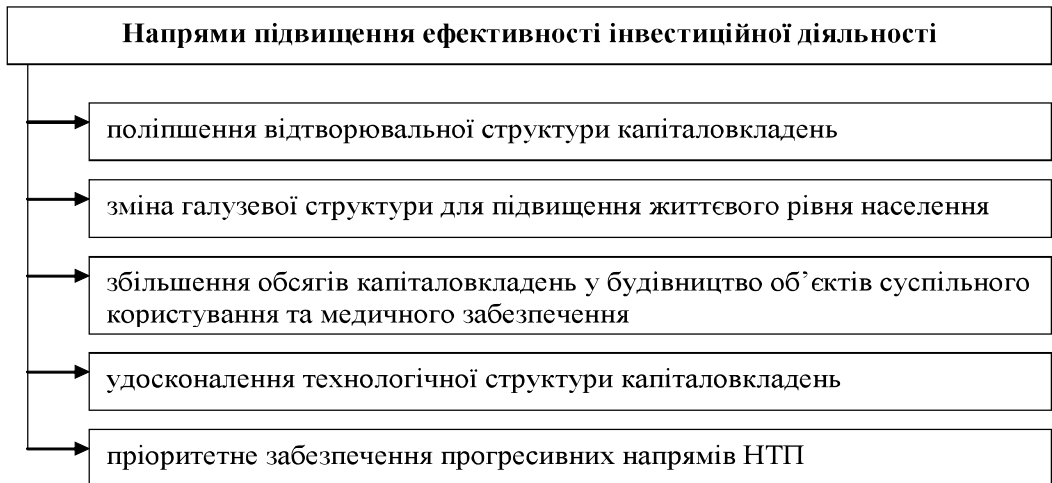 Напрями підвищення ефективності інвестиційної діяльності
поліпшення відтворювальної структури капіталовкладень
зміна галузевої структури для підвищення життєвого рівня населення
збільшення обсягів капіталовкладень у будівництво об’єктів суспільного
користування та медичного забезпечення
удосконалення технологічної структури капіталовкладень
пріоритетне забезпечення прогресивних напрямів НТП